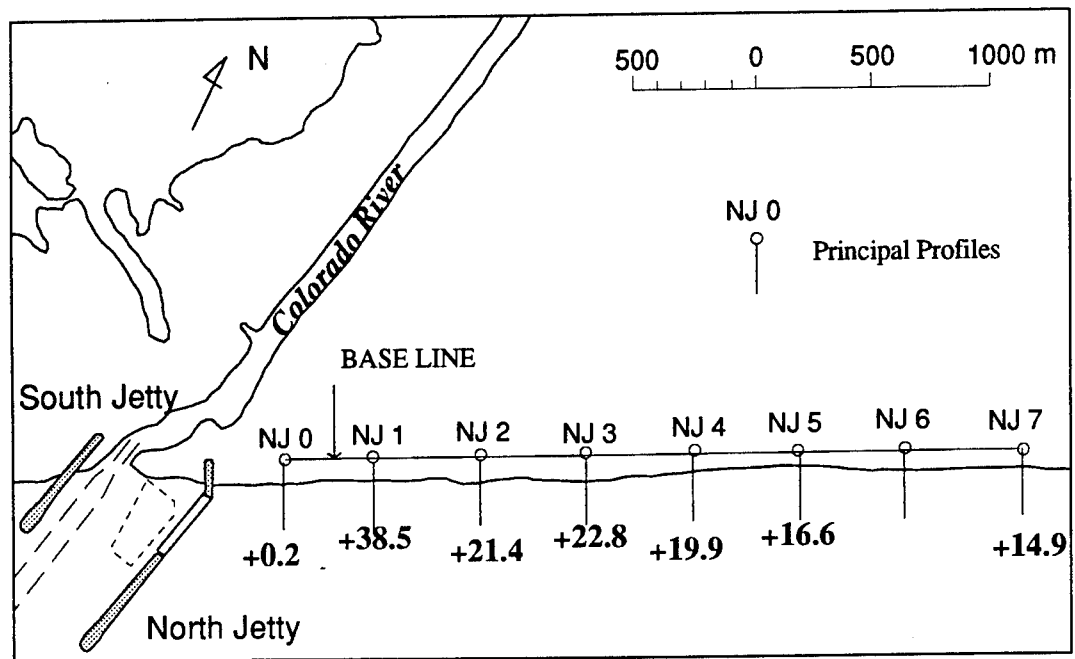 N
500 0 500 1000 m
Colorado River
NJ 0
Principal Profiles
BASE LINE
South Jetty
NJ 0 NJ 1 NJ 2 NJ 3 NJ 4 NJ 5 NJ 6 NJ 7
+0.2 +38.5 +21.4 +22.8 +19.9 +16.6 +14.9
North Jetty